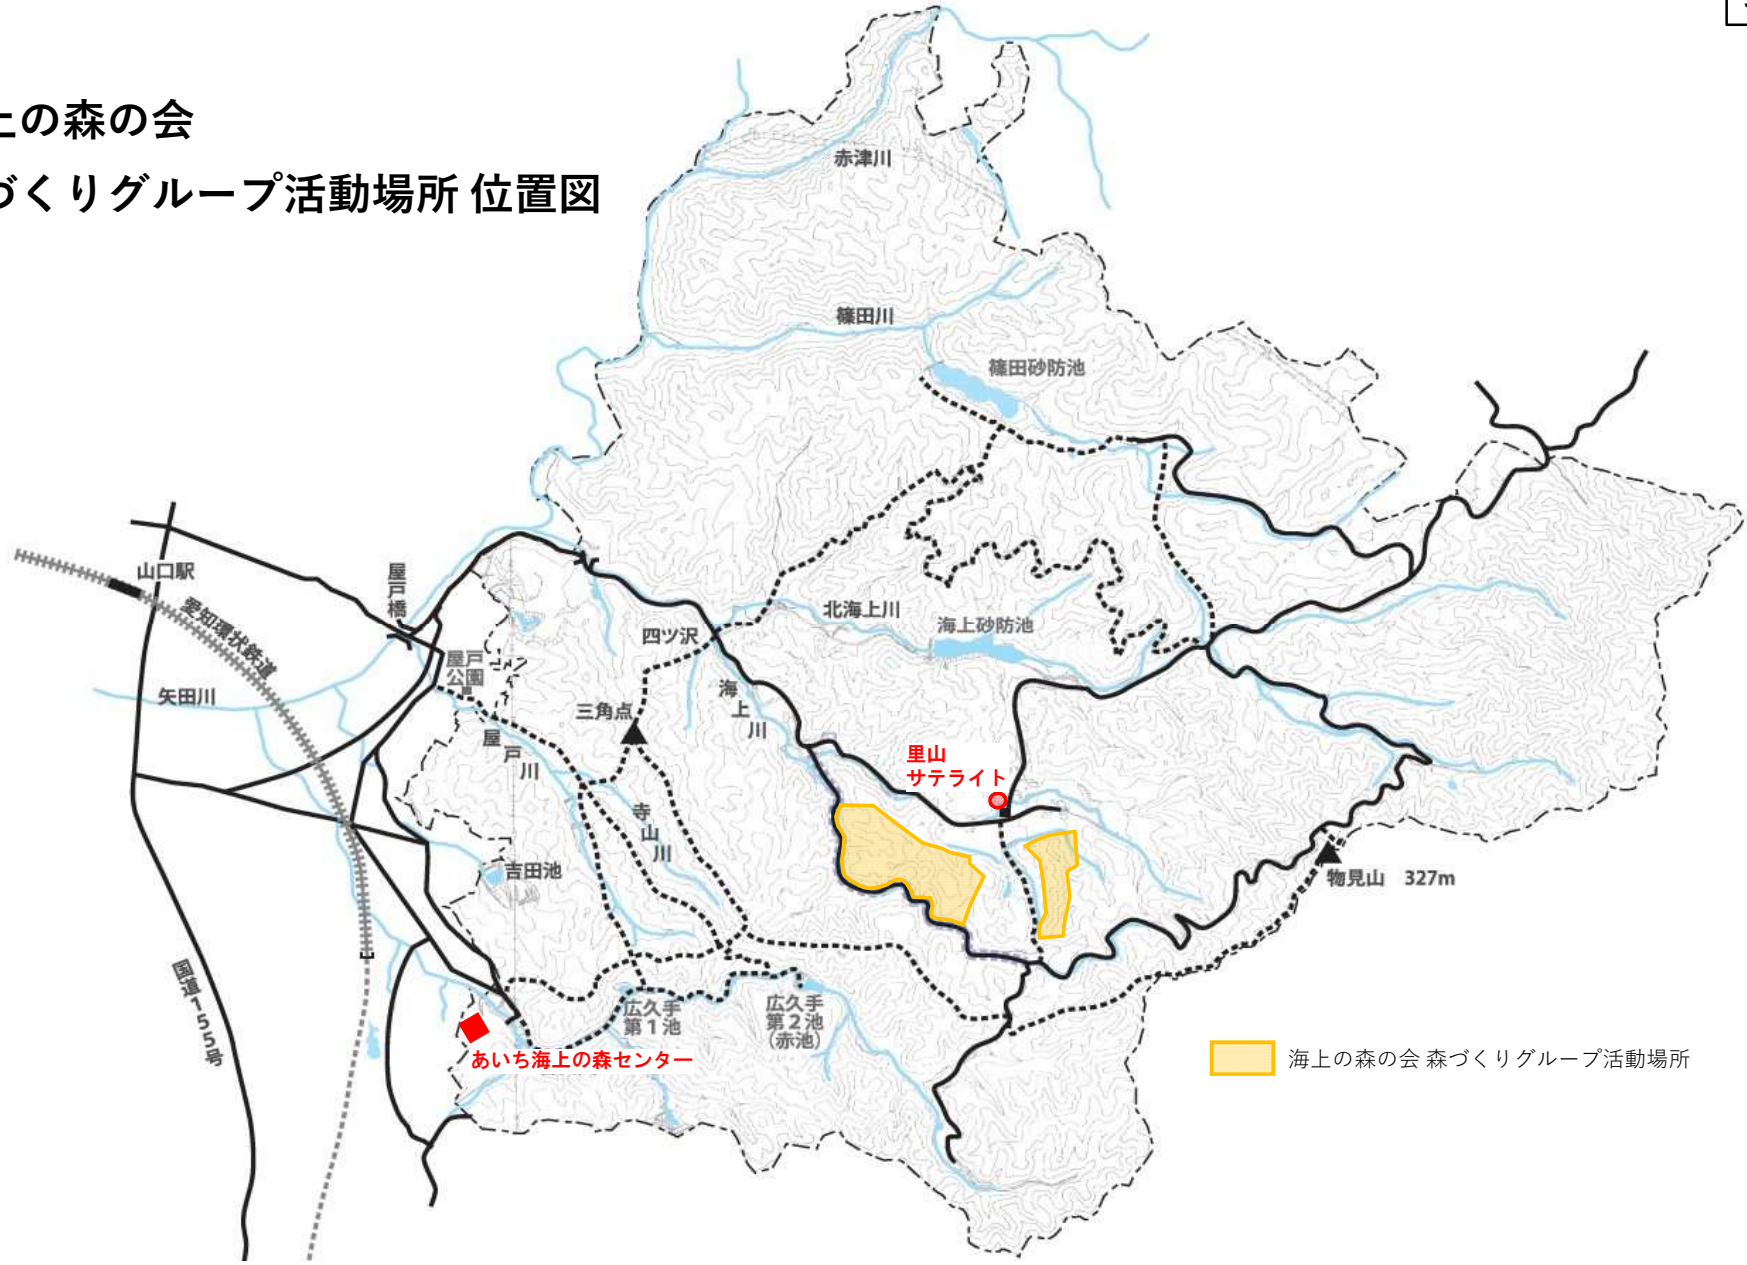 上の森の会
づくりグループ活動場所 位置図
赤津川
篠田川
篠田砂防池
山口駅
愛知環状鉄道
屋戸橋
屋戸
公園
矢田川
四ツ沢
北海上川
海上砂防池
三角点
海上川
屋戸川
里山
サテライト
寺山川
吉田池
物見山 327m
国道155号
広久手
第1池
広久手
第2池
(赤池)
あいち海上の森センター
海上の森の会 森づくりグループ活動場所